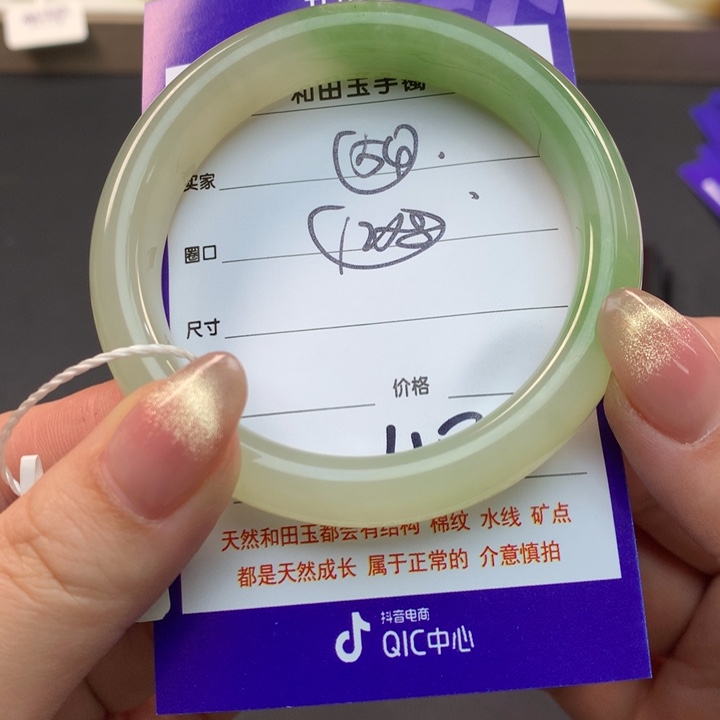 和田玉手镯
买家
圈口
尺寸
价格
天然和田玉都会有结构 棉纹 水线 矿点
都是天然成长 属于正常的 介意慎拍
抖音电商
QIC中心